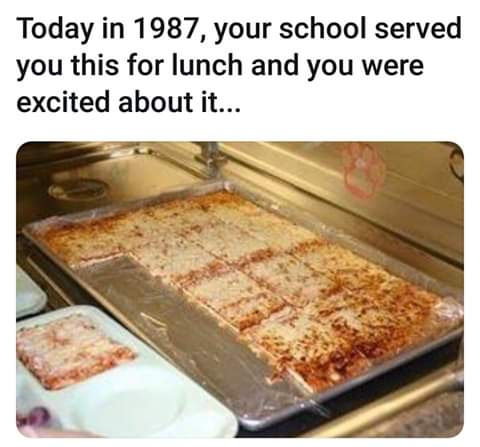 Today in 1987, your school served
you this for lunch and you were
excited about it...